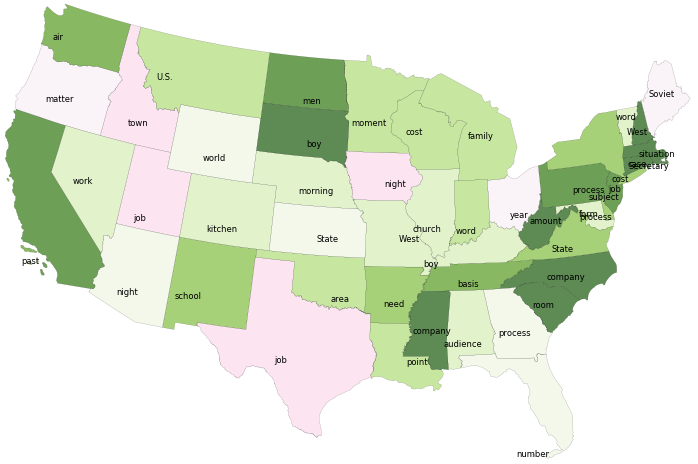 air
matter
past
work
U.S.
town
job
night
world
kitchen
school
men
boy
morning
State
area
job
moment
night
West
need
point
cost
family
church
word
boy
basis
company
audience
process
number
room
company
State
year
amount
process
form
process
subject
job
cost
Secretary
situation
West
word
Soviet